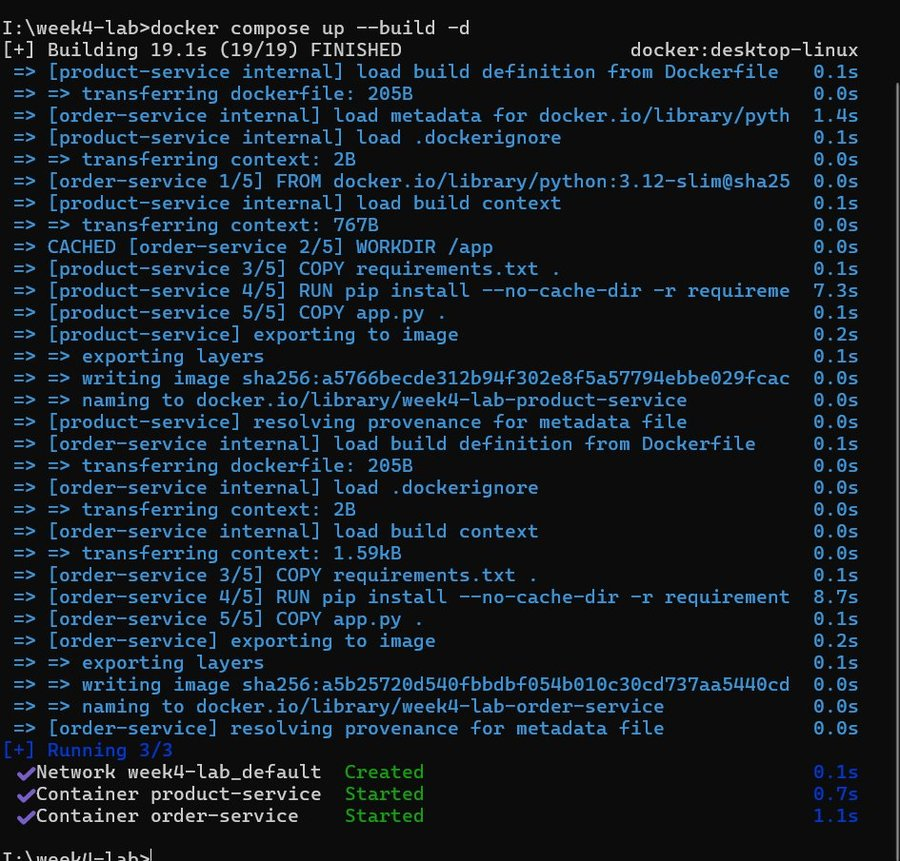 I:\week4-lab>docker compose up --build -d
[+] Building 19.1s (19/19) FINISHED docker:desktop-linux
=> [product-service internal] load build definition from Dockerfile 0.1s
=> => transferring dockerfile: 205B 0.0s
=> [order-service internal] load metadata for docker.io/library/pyth 1.4s
=> [product-service internal] load .dockerignore 0.1s
=> => transferring context: 2B 0.0s
=> [order-service 1/5] FROM docker.io/library/python:3.12-slim@sha25 0.0s
=> [product-service internal] load build context 0.1s
=> => transferring context: 767B 0.0s
=> CACHED [order-service 2/5] WORKDIR /app 0.0s
=> [product-service 3/5] COPY requirements.txt . 0.1s
=> [product-service 4/5] RUN pip install --no-cache-dir -r requireme 7.3s
=> [product-service 5/5] COPY app.py . 0.1s
=> [product-service] exporting to image 0.2s
=> => exporting layers 0.1s
=> => writing image sha256:a5766becde312b94f302e8f5a57794ebbe029fcac 0.0s
=> => naming to docker.io/library/week4-lab-product-service 0.0s
=> [product-service] resolving provenance for metadata file 0.0s
=> [order-service internal] load build definition from Dockerfile 0.1s
=> => transferring dockerfile: 205B 0.0s
=> [order-service internal] load .dockerignore 0.0s
=> => transferring context: 2B 0.0s
=> [order-service internal] load build context 0.0s
=> => transferring context: 1.59kB 0.0s
=> [order-service 3/5] COPY requirements.txt . 0.1s
=> [order-service 4/5] RUN pip install --no-cache-dir -r requirement 8.7s
=> [order-service 5/5] COPY app.py . 0.1s
=> [order-service] exporting to image 0.2s
=> => exporting layers 0.1s
=> => writing image sha256:a5b25720d540fbbdbf054b010c30cd737aa5440cd 0.0s
=> => naming to docker.io/library/week4-lab-order-service 0.0s
=> [order-service] resolving provenance for metadata file 0.0s
[+] Running 3/3
✔Network week4-lab_default Created 0.1s
✔Container product-service Started 0.7s
✔Container order-service Started 1.1s
I:\week4-lab>